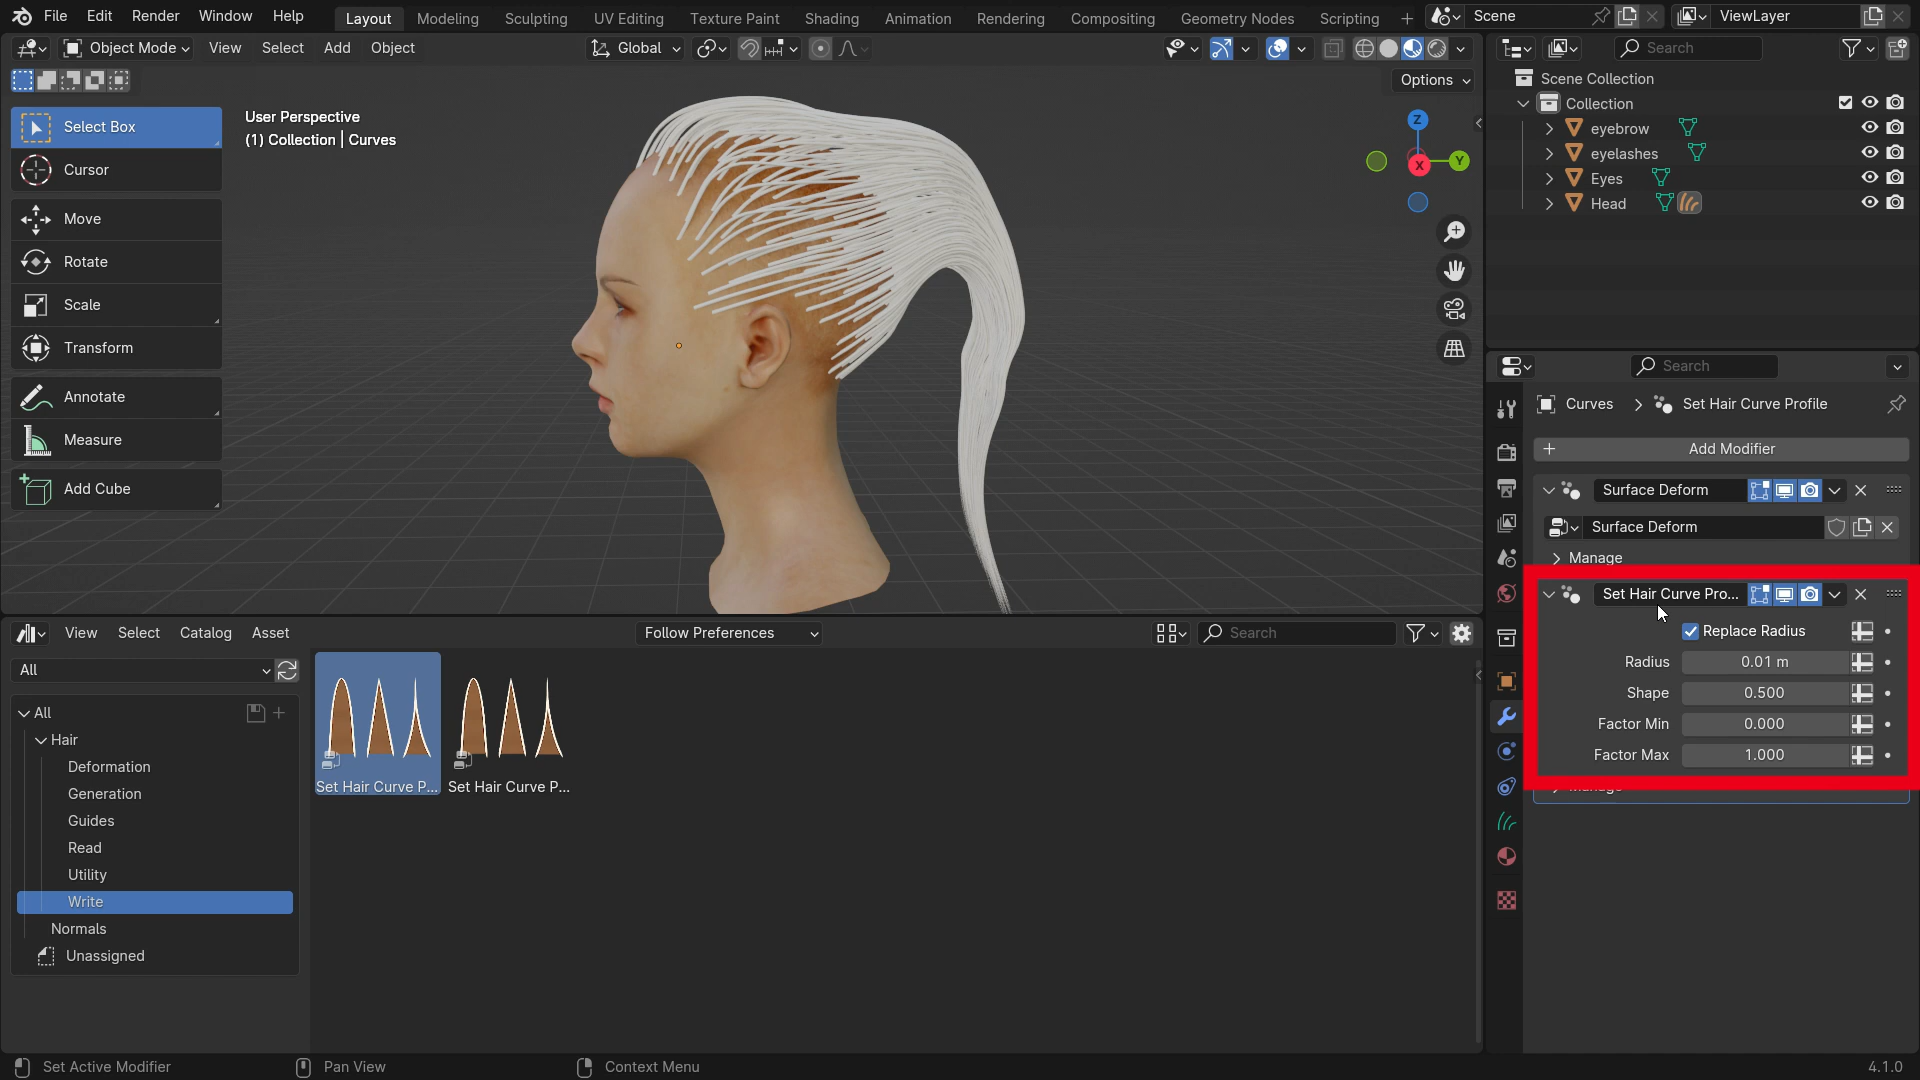 File Edit Render Window Help Layout Modeling Sculpting UV Editing Texture Paint Shading Animation Rendering Compositing Geometry Nodes Scripting + Scene ViewLayer
Object Mode View Select Add Object Global Search
Options
Select Box
Cursor
Move
Rotate
Scale
Transform
Annotate
Measure
Add Cube
User Perspective
(1) Collection | Curves
Z
X
Y
Scene Collection
Collection
eyebrow
eyelashes
Eyes
Head
Search
Curves > Set Hair Curve Profile
+ Add Modifier
Surface Deform
Surface Deform
Manage
Set Hair Curve Pro...
Replace Radius
Radius 0.01 m
Shape 0.500
Factor Min 0.000
Factor Max 1.000
Manage
View Select Catalog Asset Follow Preferences Search
All
All
Hair
Deformation
Generation
Guides
Read
Utility
Write
Normals
Unassigned
Set Hair Curve P... Set Hair Curve P...
Set Active Modifier Pan View Context Menu 4.1.0